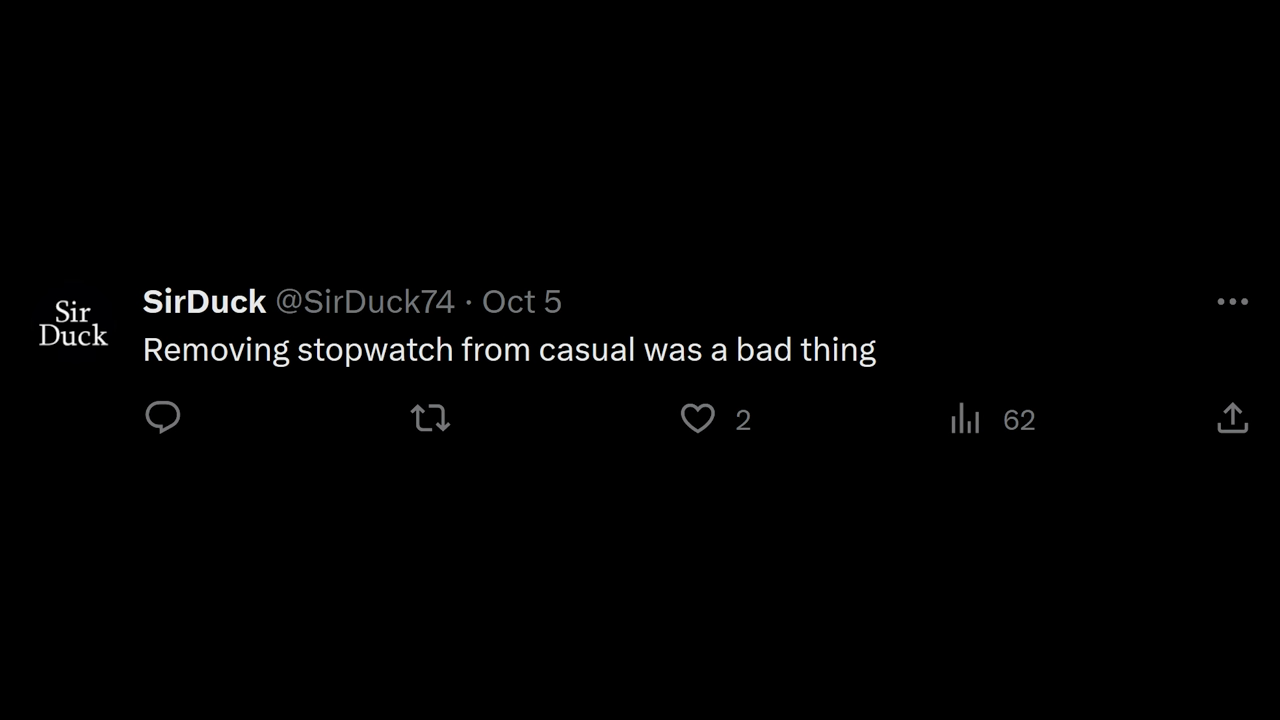 Sir
Duck
SirDuck @SirDuck74 · Oct 5
Removing stopwatch from casual was a bad thing
2
62